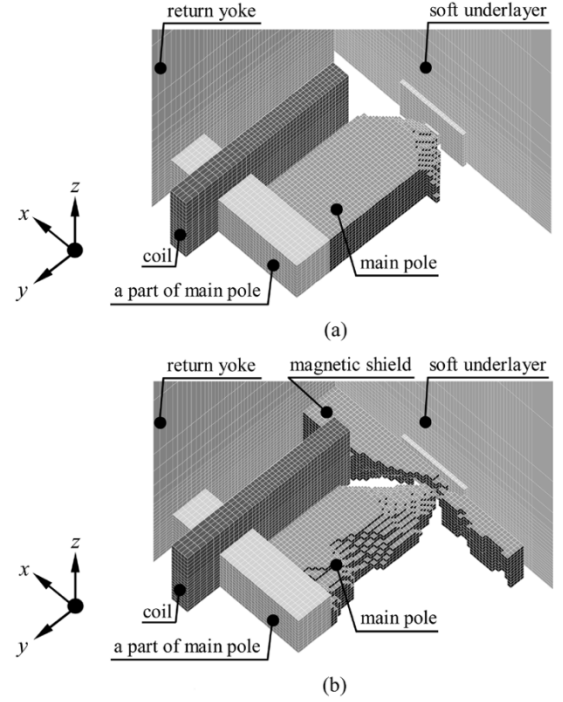 return yoke
soft underlayer
z
x
y
coil
main pole
a part of main pole
(a)
magnetic shield
return yoke
soft underlayer
z
x
y
coil
main pole
a part of main pole
(b)